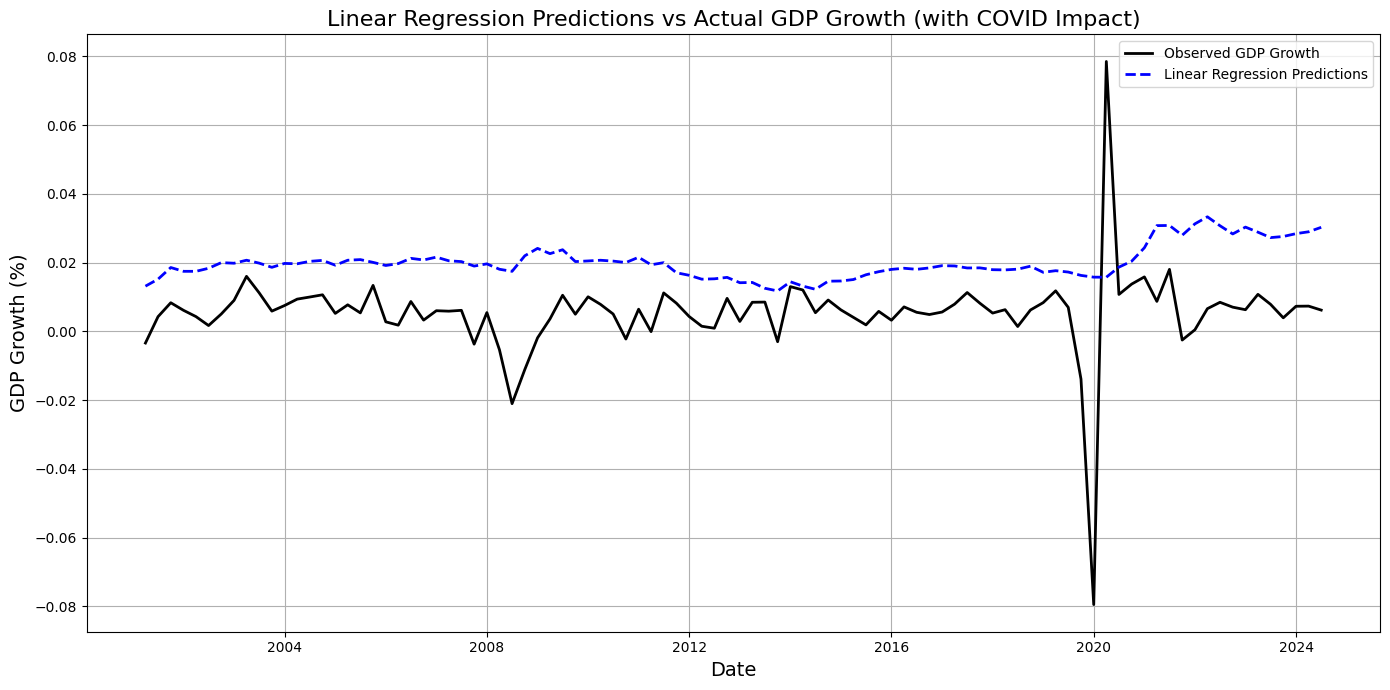 Linear Regression Predictions vs Actual GDP Growth (with COVID Impact)
Observed GDP Growth
Linear Regression Predictions
GDP Growth (%)
0.08
0.06
0.04
0.02
0.00
−0.02
−0.04
−0.06
−0.08
2004 2008 2012 2016 2020 2024
Date